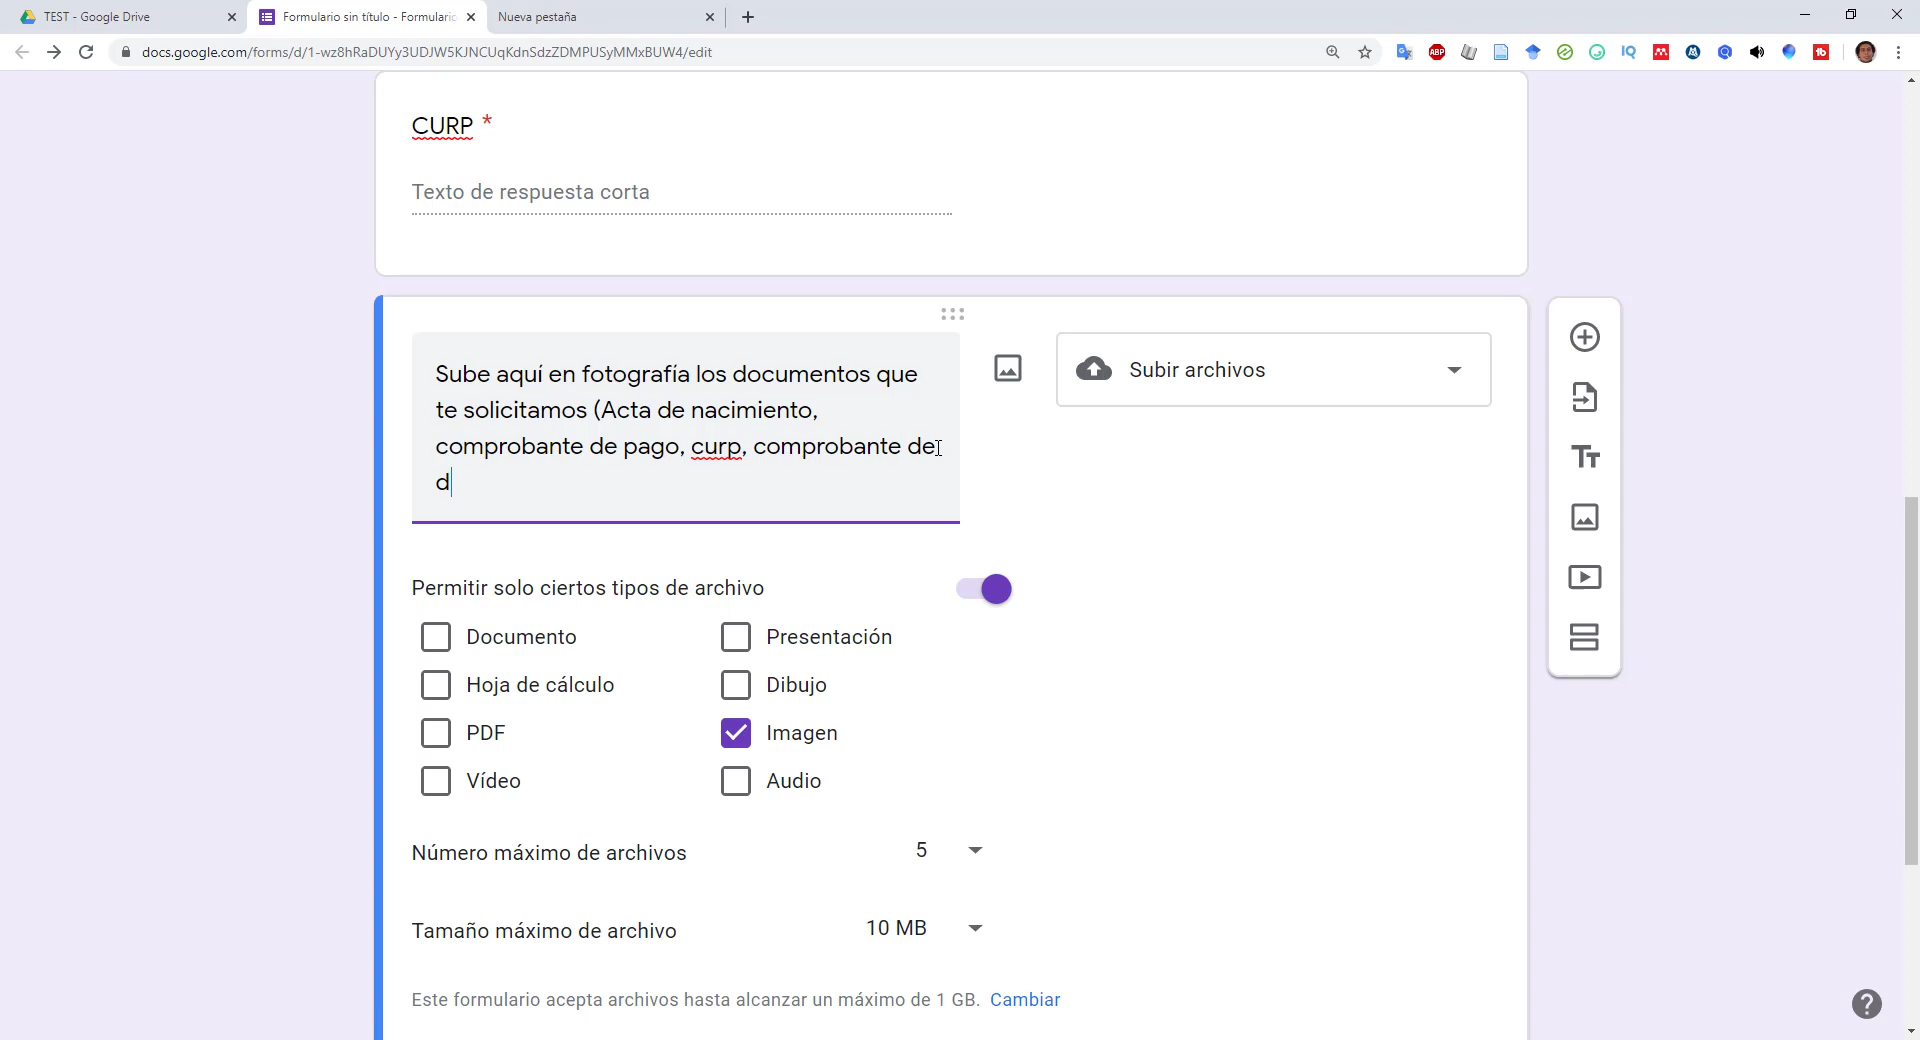 TEST - Google Drive
Formulario sin título - Formulario
Nueva pestaña
docs.google.com/forms/d/1-wz8hRaDUYy3UDJW5KJNCUqKdnSdzZDMPUSyMMxBUW4/edit
ABP
IQ
tb
CURP *
Texto de respuesta corta
Sube aquí en fotografía los documentos que
te solicitamos (Acta de nacimiento,
comprobante de pago, curp, comprobante de
d
Subir archivos
Tt
Permitir solo ciertos tipos de archivo
Documento
Presentación
Hoja de cálculo
Dibujo
PDF
Imagen
Vídeo
Audio
Número máximo de archivos
5
Tamaño máximo de archivo
10 MB
Este formulario acepta archivos hasta alcanzar un máximo de 1 GB. Cambiar